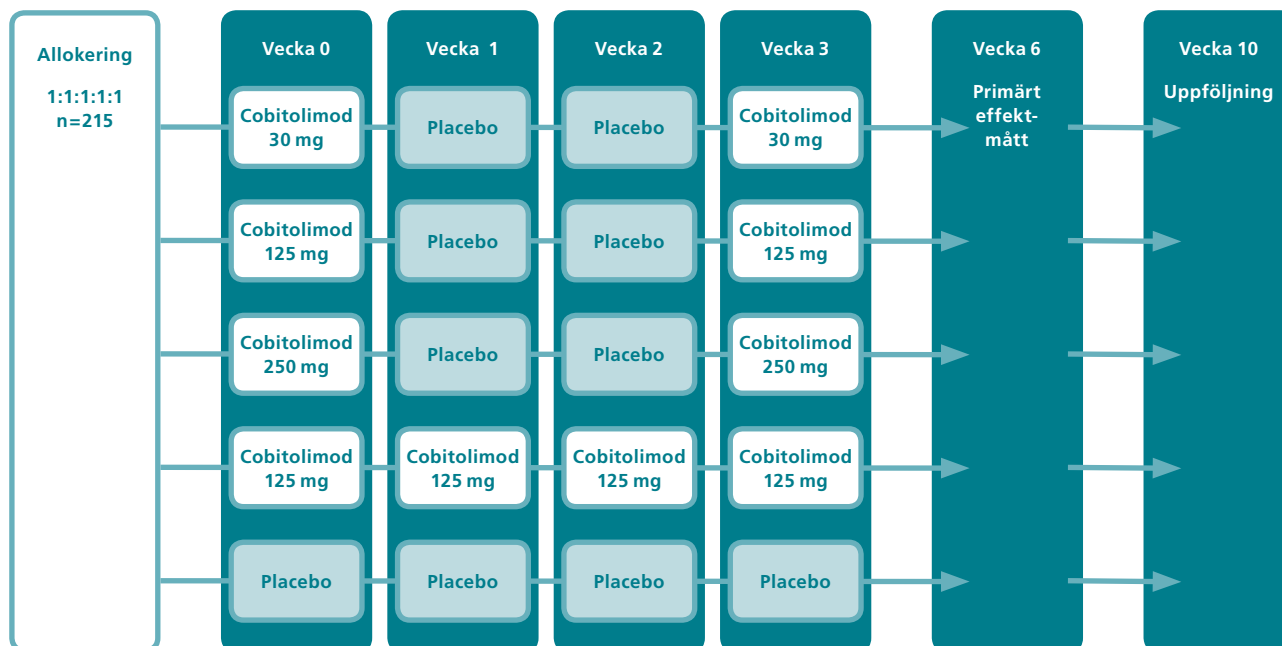 Allokering
1:1:1:1:1
n=215
Vecka 0
Vecka 1
Vecka 2
Vecka 3
Vecka 6
Vecka 10
Primärt
effekt-
mått
Uppföljning
Cobitolimod
30 mg
Placebo
Placebo
Cobitolimod
30 mg
Cobitolimod
125 mg
Placebo
Placebo
Cobitolimod
125 mg
Cobitolimod
250 mg
Placebo
Placebo
Cobitolimod
250 mg
Cobitolimod
125 mg
Cobitolimod
125 mg
Cobitolimod
125 mg
Cobitolimod
125 mg
Placebo
Placebo
Placebo
Placebo